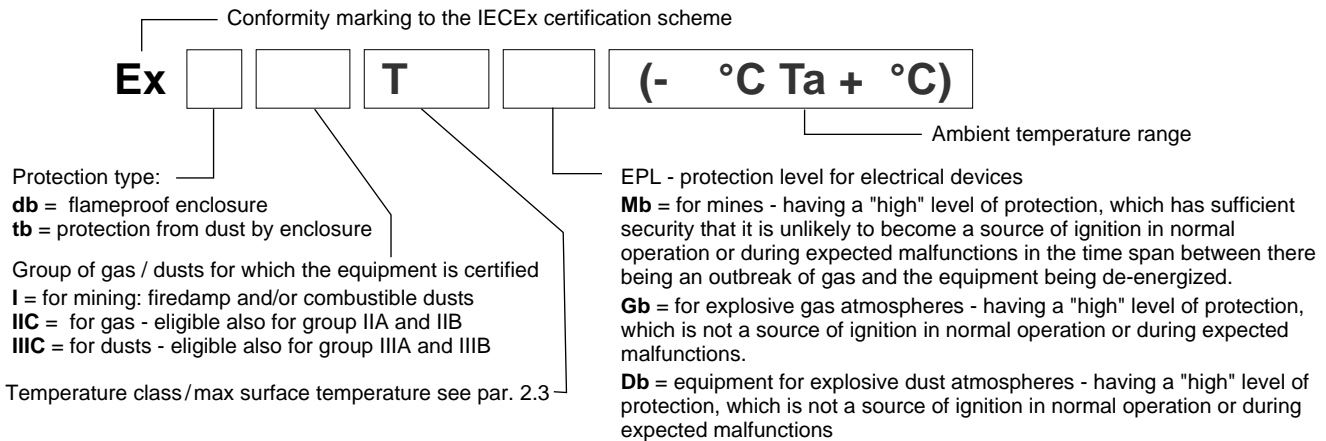 Conformity marking to the IECEx certification scheme
Ex T (- °C Ta + °C)
Ambient temperature range
Protection type:
db = flameproof enclosure
tb = protection from dust by enclosure
Group of gas / dusts for which the equipment is certified
I = for mining: firedamp and/or combustible dusts
IIC = for gas - eligible also for group IIA and IIB
IIIC = for dusts - eligible also for group IIIA and IIIB
Temperature class/max surface temperature see par. 2.3
EPL - protection level for electrical devices
Mb = for mines - having a "high" level of protection, which has sufficient
security that it is unlikely to become a source of ignition in normal
operation or during expected malfunctions in the time span between there
being an outbreak of gas and the equipment being de-energized.
Gb = for explosive gas atmospheres - having a "high" level of protection,
which is not a source of ignition in normal operation or during expected
malfunctions.
Db = equipment for explosive dust atmospheres - having a "high" level of
protection, which is not a source of ignition in normal operation or during
expected malfunctions